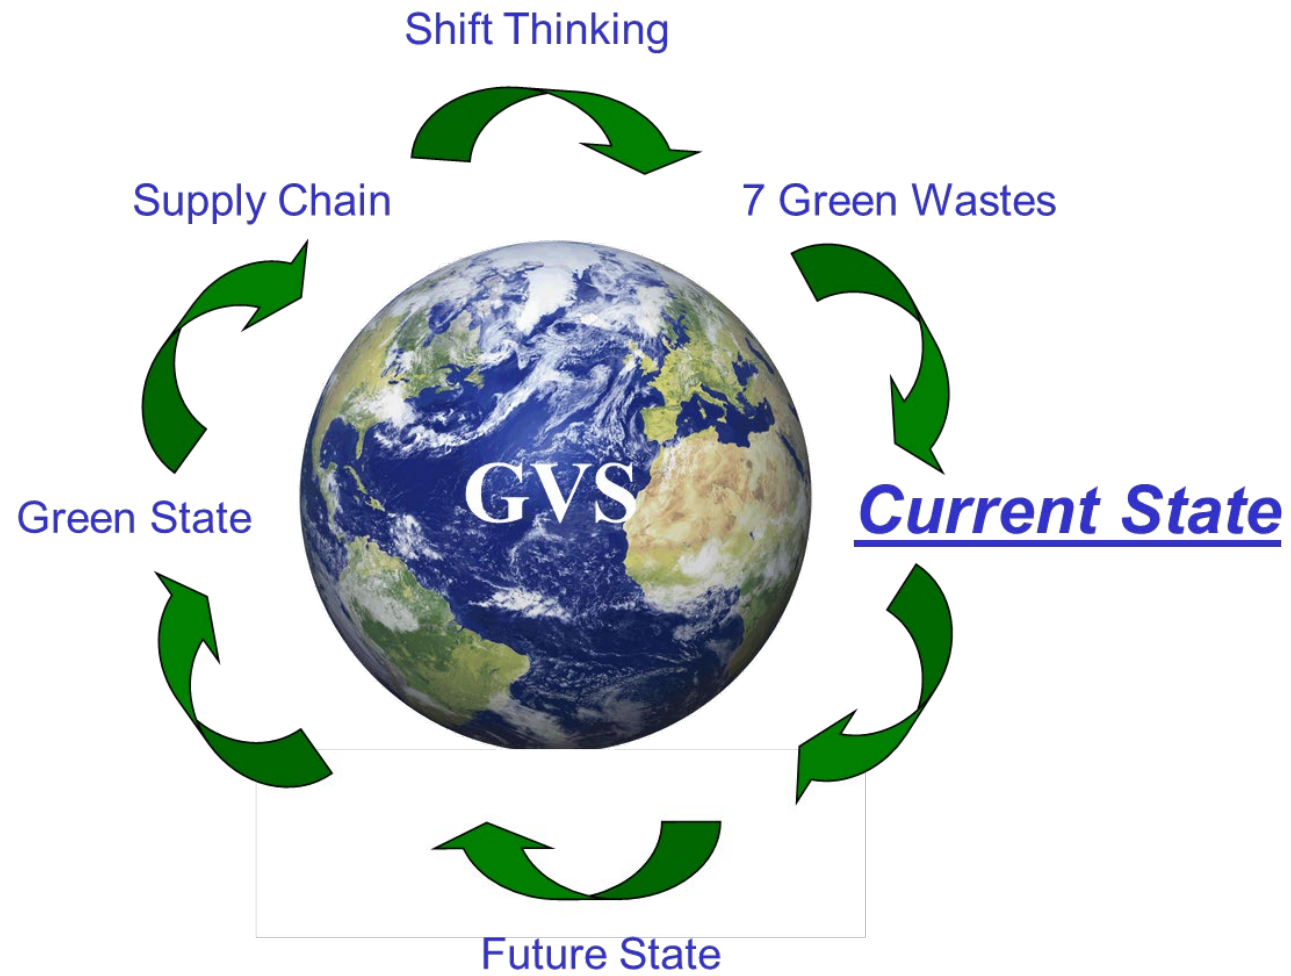 Shift Thinking
Supply Chain
7 Green Wastes
GVS
Green State
Current State
Future State